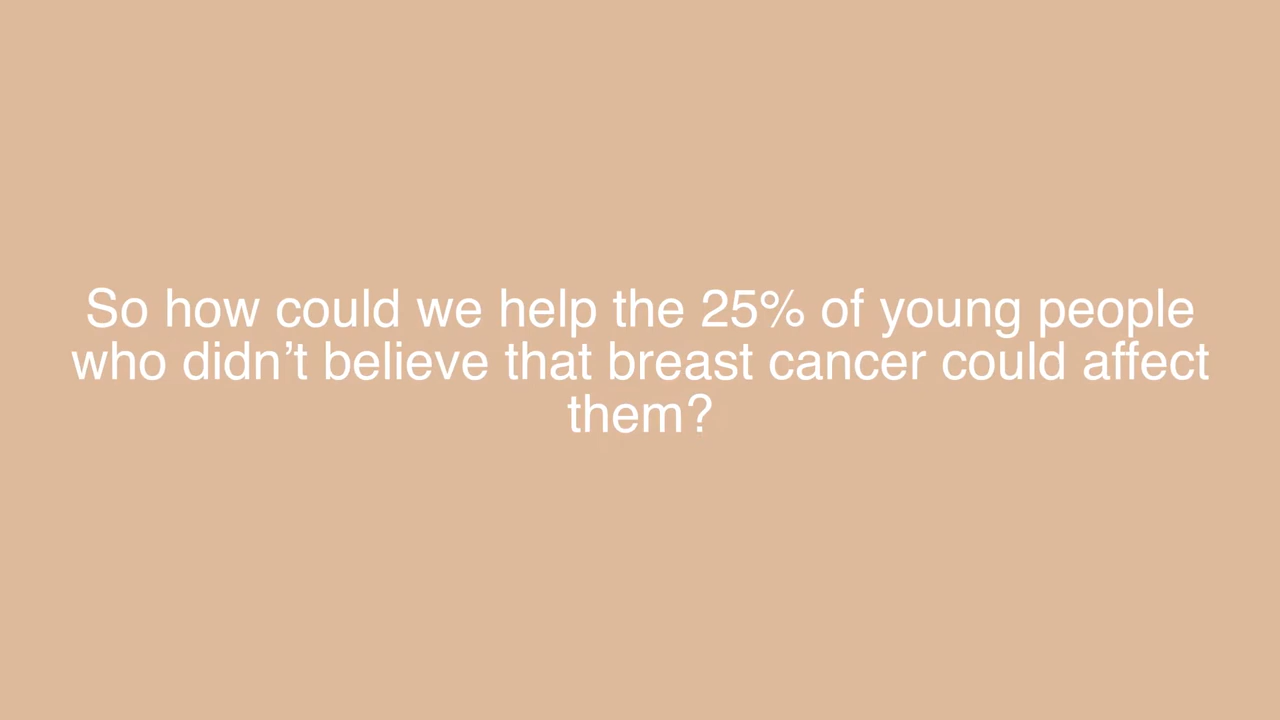 So how could we help the 25% of young people
who didn’t believe that breast cancer could affect
them?